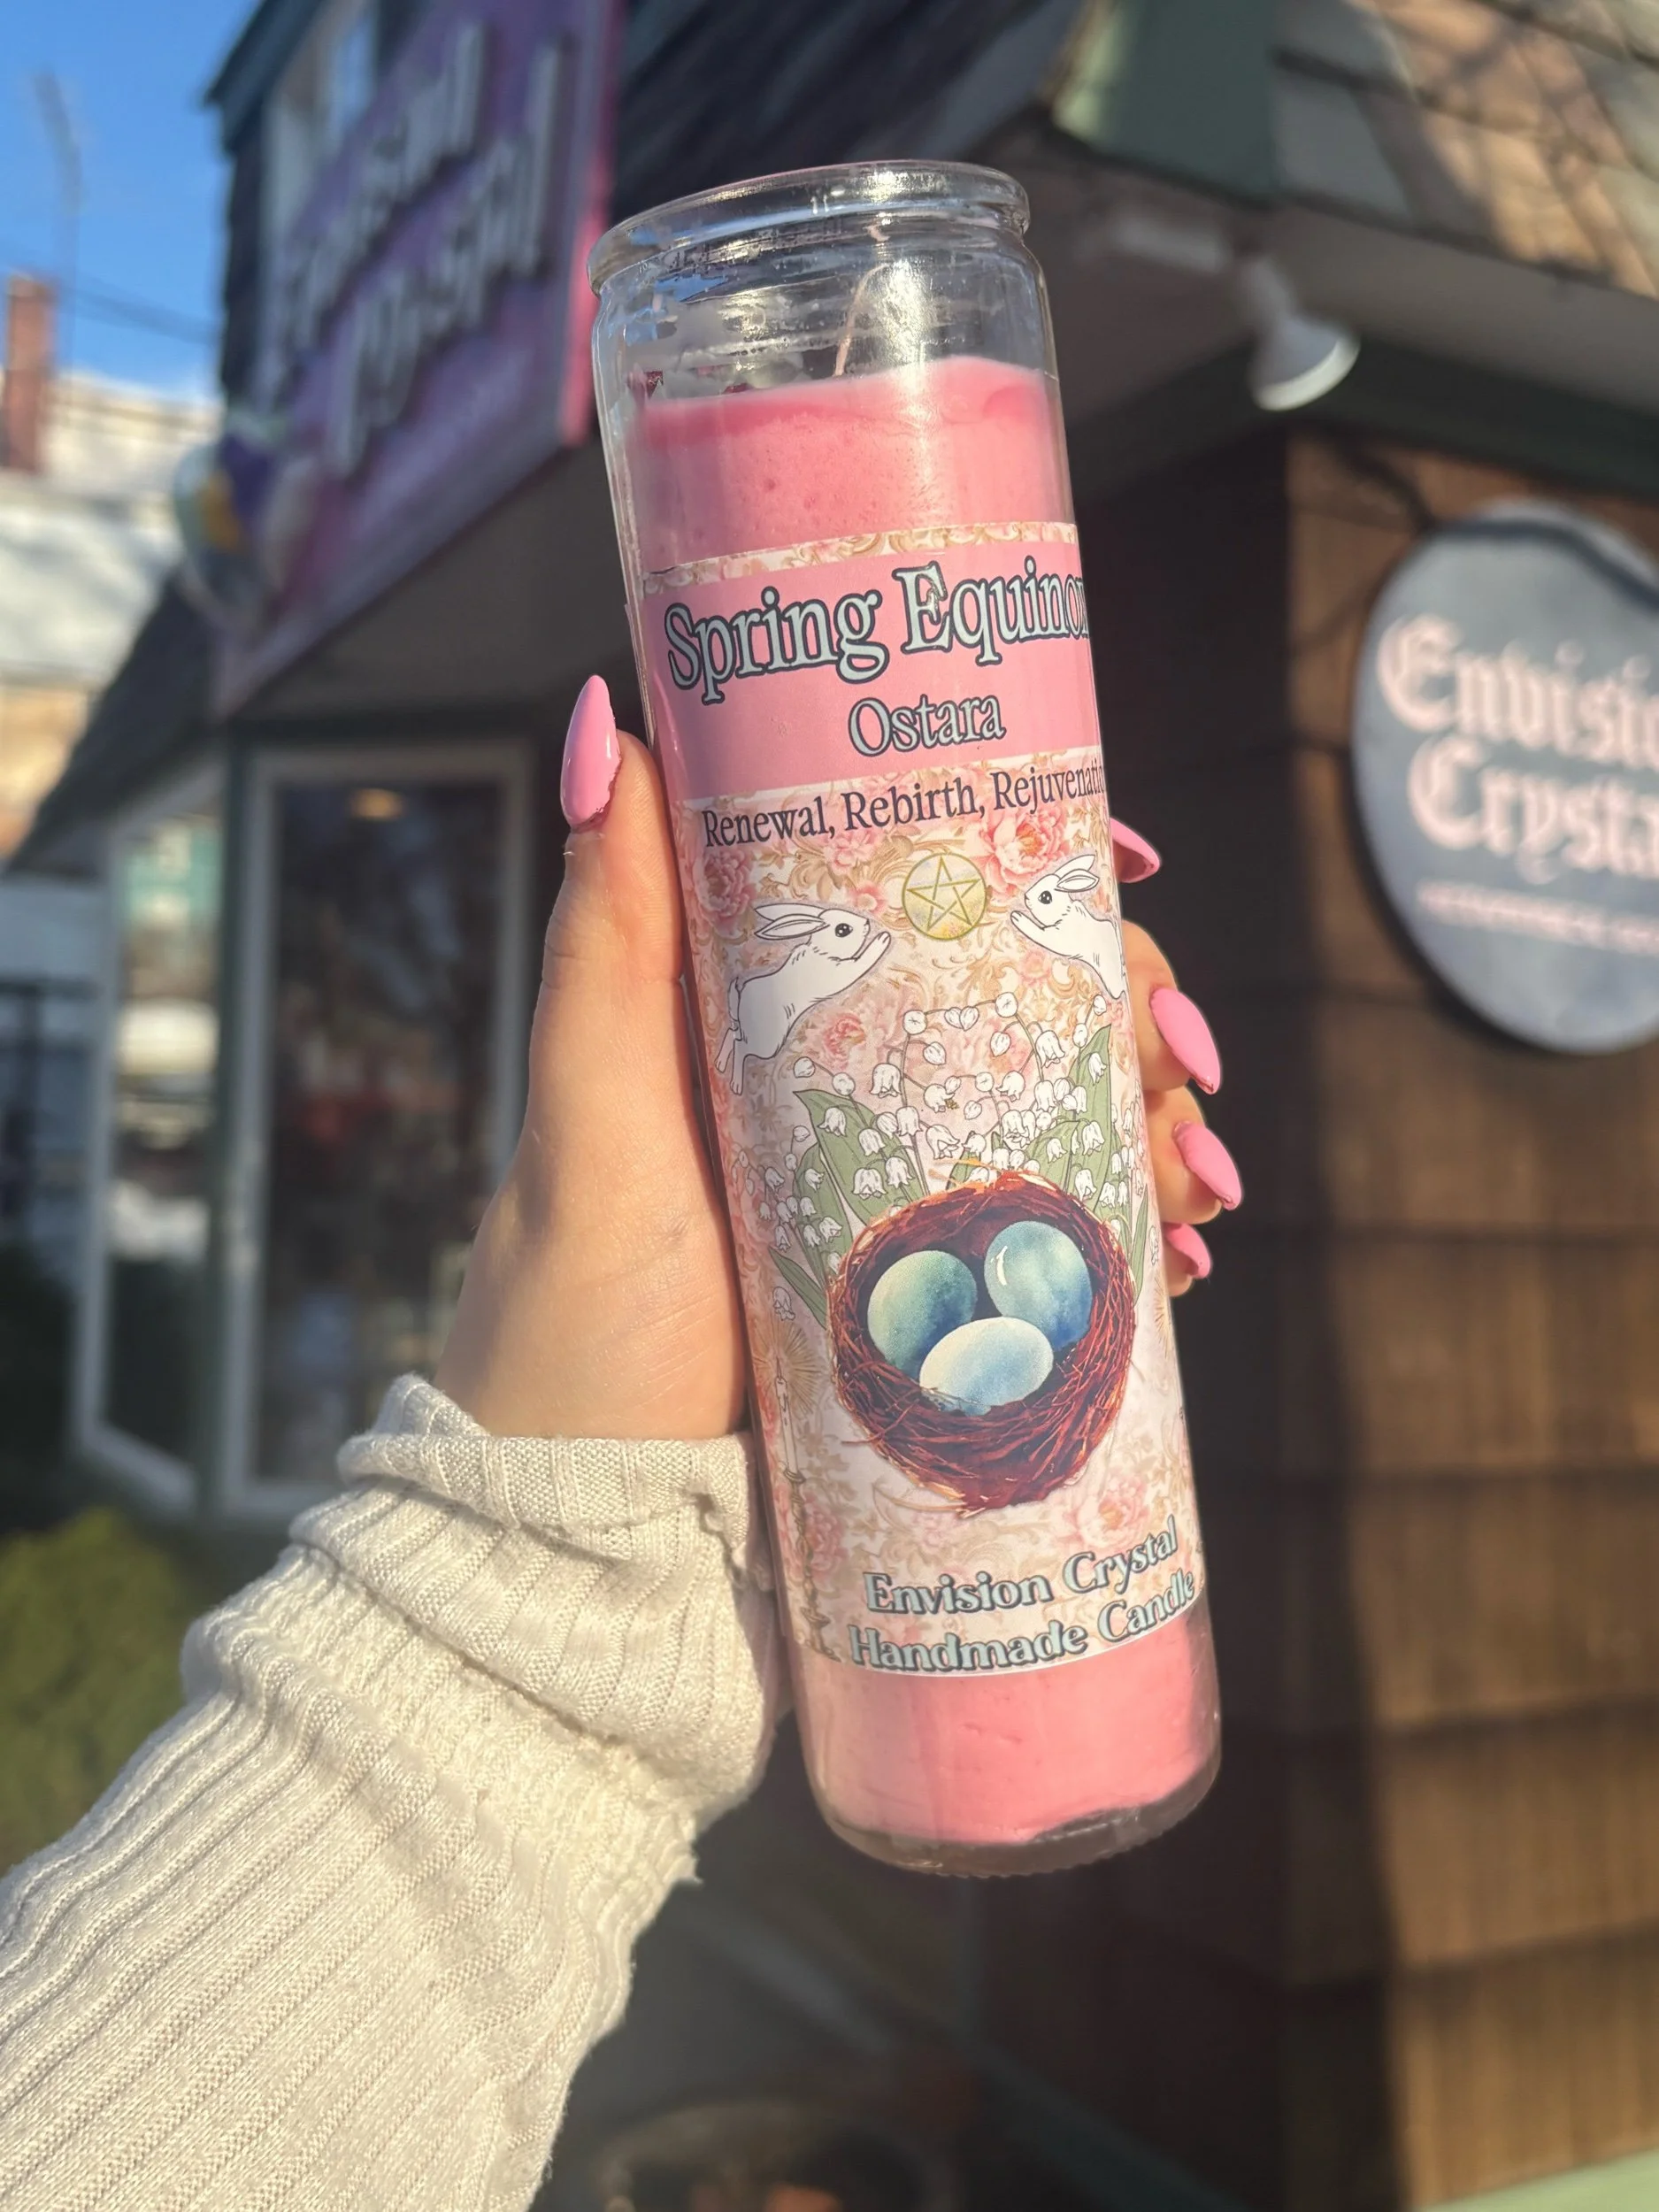 Spring Equinox
Ostara
Renewal, Rebirth, Rejuvenation
Envision Crystal
Handmade Candle
Envision
Crystal